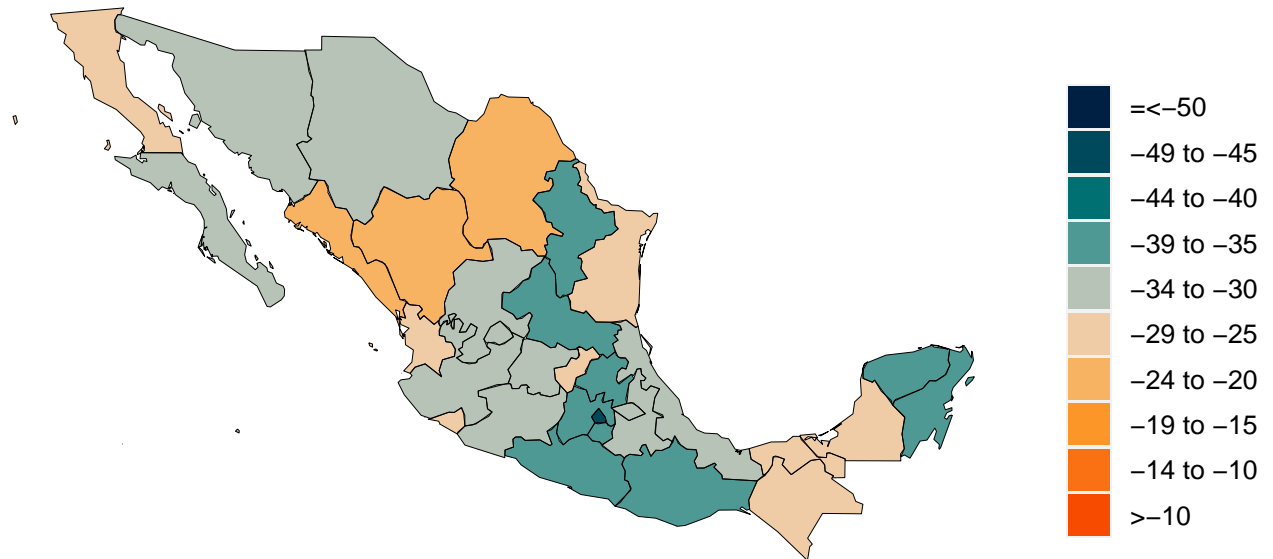 =<−50
−49 to −45
−44 to −40
−39 to −35
−34 to −30
−29 to −25
−24 to −20
−19 to −15
−14 to −10
>−10